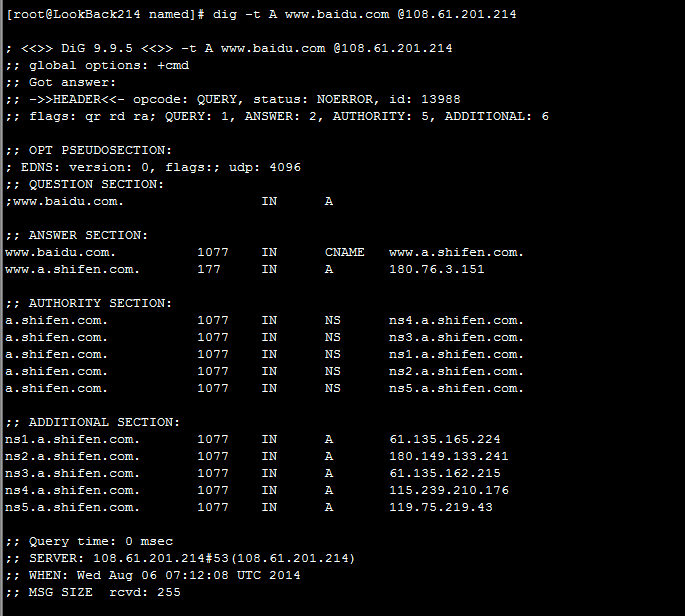 [root@LookBack214 named]# dig -t A www.baidu.com @108.61.201.214
; <<>> DiG 9.9.5 <<>> -t A www.baidu.com @108.61.201.214
;; global options: +cmd
;; Got answer:
;; ->>HEADER<<- opcode: QUERY, status: NOERROR, id: 13988
;; flags: qr rd ra; QUERY: 1, ANSWER: 2, AUTHORITY: 5, ADDITIONAL: 6
;; OPT PSEUDOSECTION:
; EDNS: version: 0, flags:; udp: 4096
;; QUESTION SECTION:
;www.baidu.com. IN A
;; ANSWER SECTION:
www.baidu.com. 1077 IN CNAME www.a.shifen.com.
www.a.shifen.com. 177 IN A 180.76.3.151
;; AUTHORITY SECTION:
a.shifen.com. 1077 IN NS ns4.a.shifen.com.
a.shifen.com. 1077 IN NS ns3.a.shifen.com.
a.shifen.com. 1077 IN NS ns1.a.shifen.com.
a.shifen.com. 1077 IN NS ns2.a.shifen.com.
a.shifen.com. 1077 IN NS ns5.a.shifen.com.
;; ADDITIONAL SECTION:
ns1.a.shifen.com. 1077 IN A 61.135.165.224
ns2.a.shifen.com. 1077 IN A 180.149.133.241
ns3.a.shifen.com. 1077 IN A 61.135.162.215
ns4.a.shifen.com. 1077 IN A 115.239.210.176
ns5.a.shifen.com. 1077 IN A 119.75.219.43
;; Query time: 0 msec
;; SERVER: 108.61.201.214#53(108.61.201.214)
;; WHEN: Wed Aug 06 07:12:08 UTC 2014
;; MSG SIZE rcvd: 255